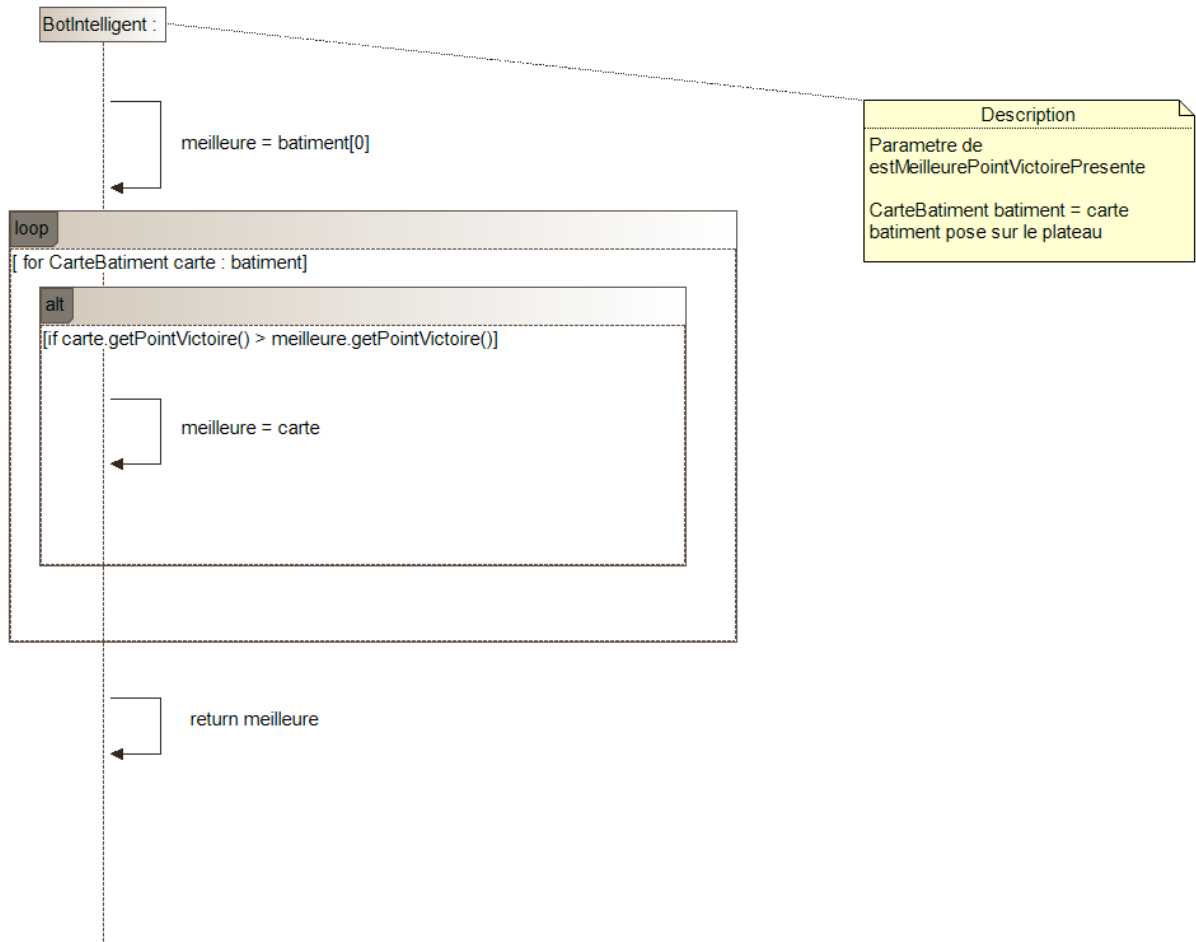 BotIntelligent :
meilleure = batiment[0]
Description
Parametre de
estMeilleurePointVictoirePresente
CarteBatiment batiment = carte
batiment pose sur le plateau
loop
[ for CarteBatiment carte : batiment]
alt
[if carte.getPointVictoire() > meilleure.getPointVictoire()]
meilleure = carte
return meilleure